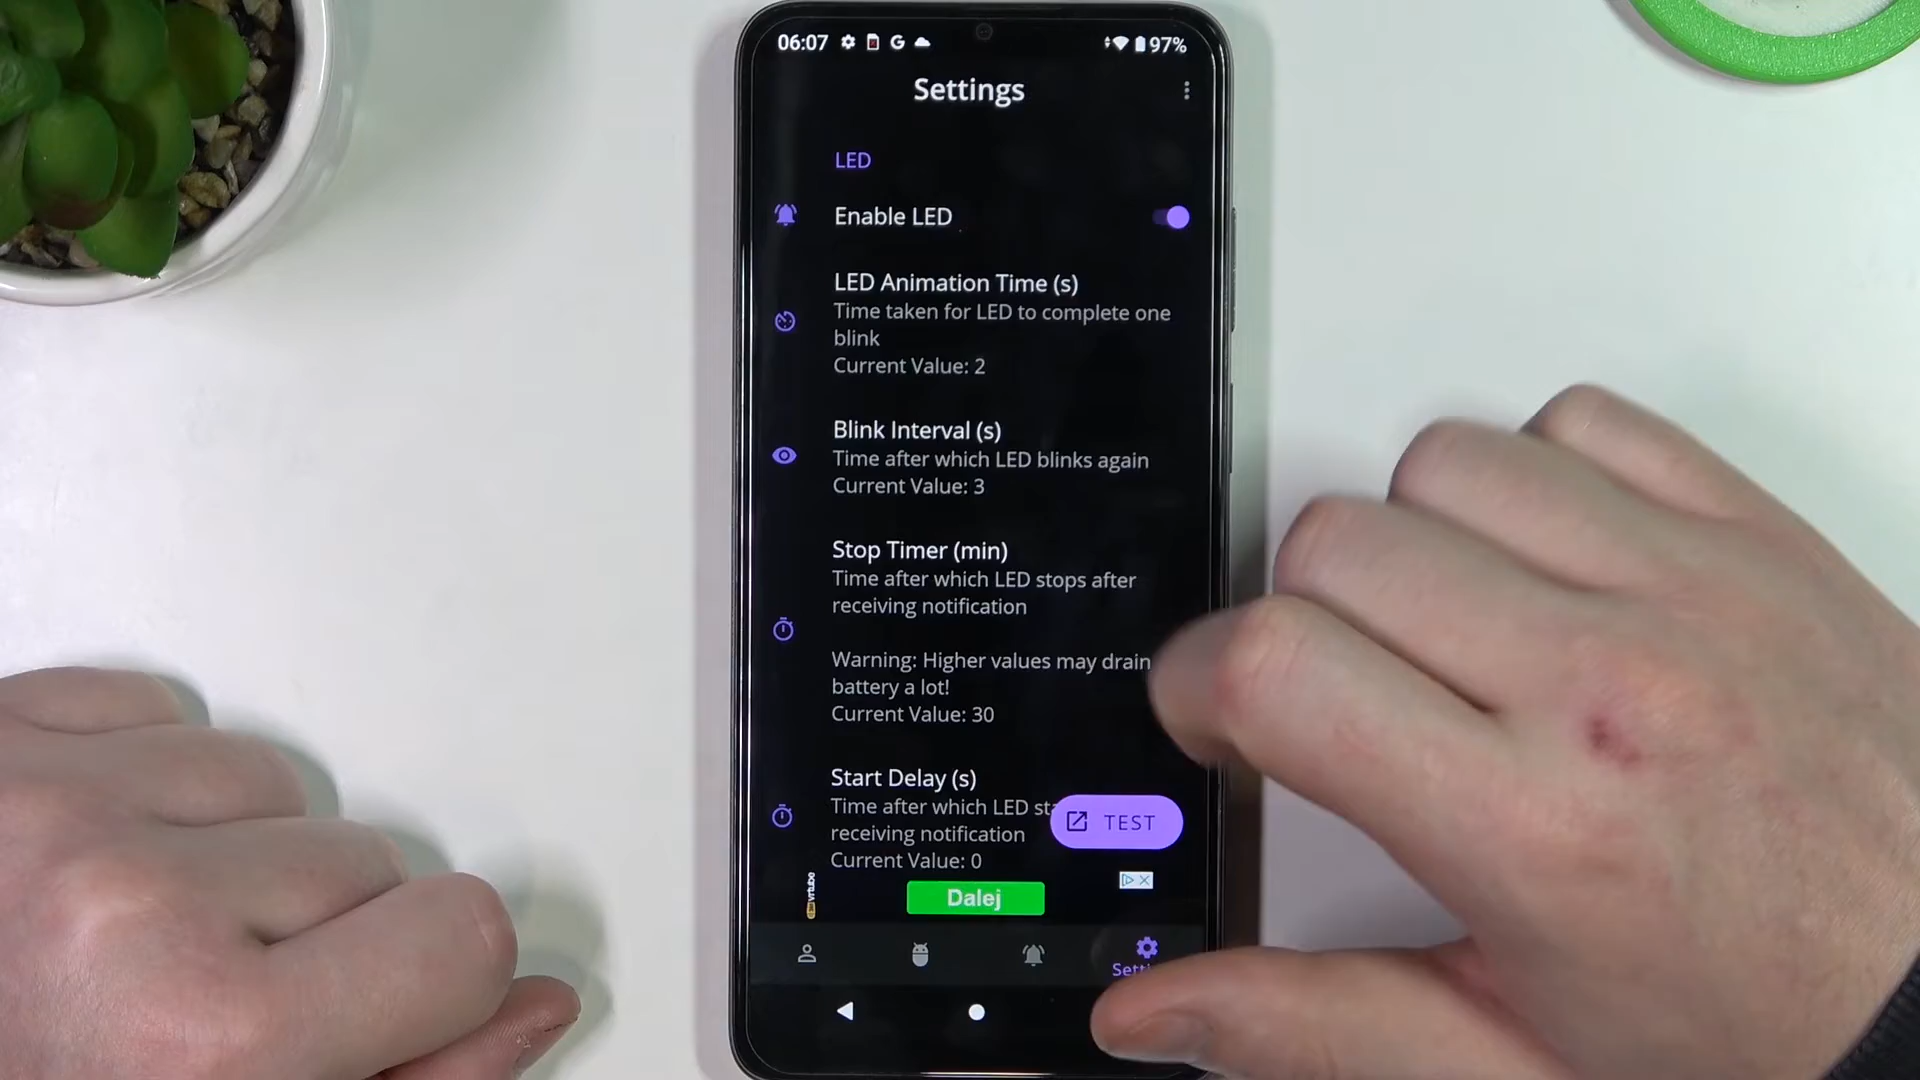 06:07 G 97%
Settings
LED
Enable LED
LED Animation Time (s)
Time taken for LED to complete one
blink
Current Value: 2
Blink Interval (s)
Time after which LED blinks again
Current Value: 3
Stop Timer (min)
Time after which LED stops after
receiving notification
Warning: Higher values may drain
battery a lot!
Current Value: 30
Start Delay (s)
Time after which LED sta
receiving notification
Current Value: 0
TEST
Dalej
Setti